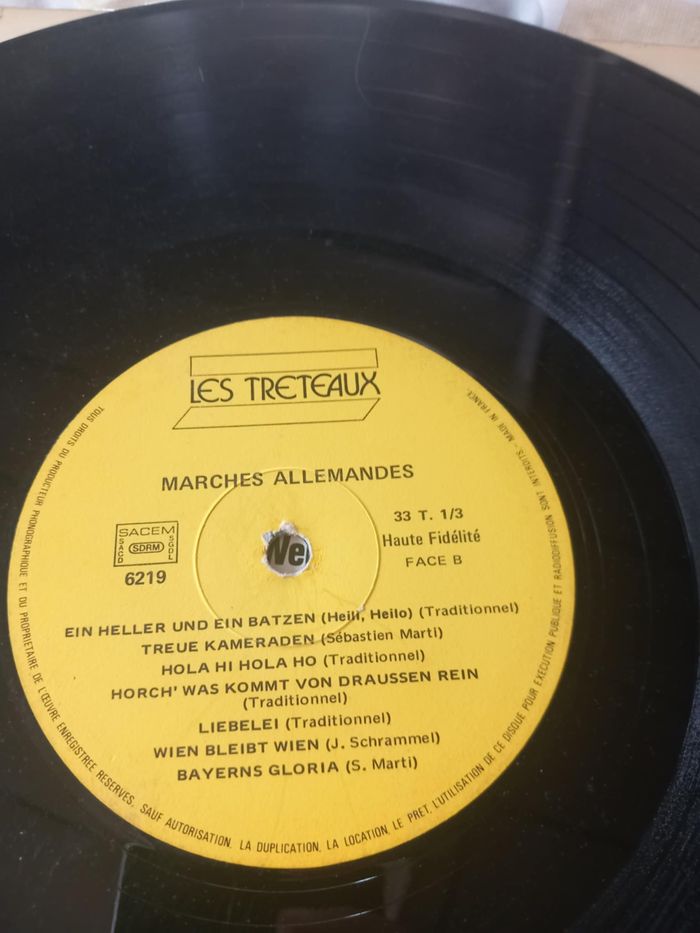 LES TRETEAUX
MARCHES ALLEMANDES
SACEM
SACD
SDRM
SGDL
6219
33 T. 1/3
Haute Fidélité
FACE B
We
EIN HELLER UND EIN BATZEN (Heili, Heilo) (Traditionnel)
TREUE KAMERADEN (Sébastien Marti)
HOLA HI HOLA HO (Traditionnel)
HORCH' WAS KOMMT VON DRAUSSEN REIN
(Traditionnel)
LIEBELEI (Traditionnel)
WIEN BLEIBT WIEN (J. Schrammel)
BAYERNS GLORIA (S. Marti)
TOUS DROITS DU PRODUCTEUR PHONOGRAPHIQUE ET DU PROPRIETAIRE DE L'ŒUVRE ENREGISTREE RESERVES. SAUF AUTORISATION, LA DUPLICATION, LA LOCATION, LE PRET, L'UTILISATION DE CE DISQUE POUR EXECUTION PUBLIQUE ET RADIODIFFUSION SONT INTERDITS. - MADE IN FRANCE.